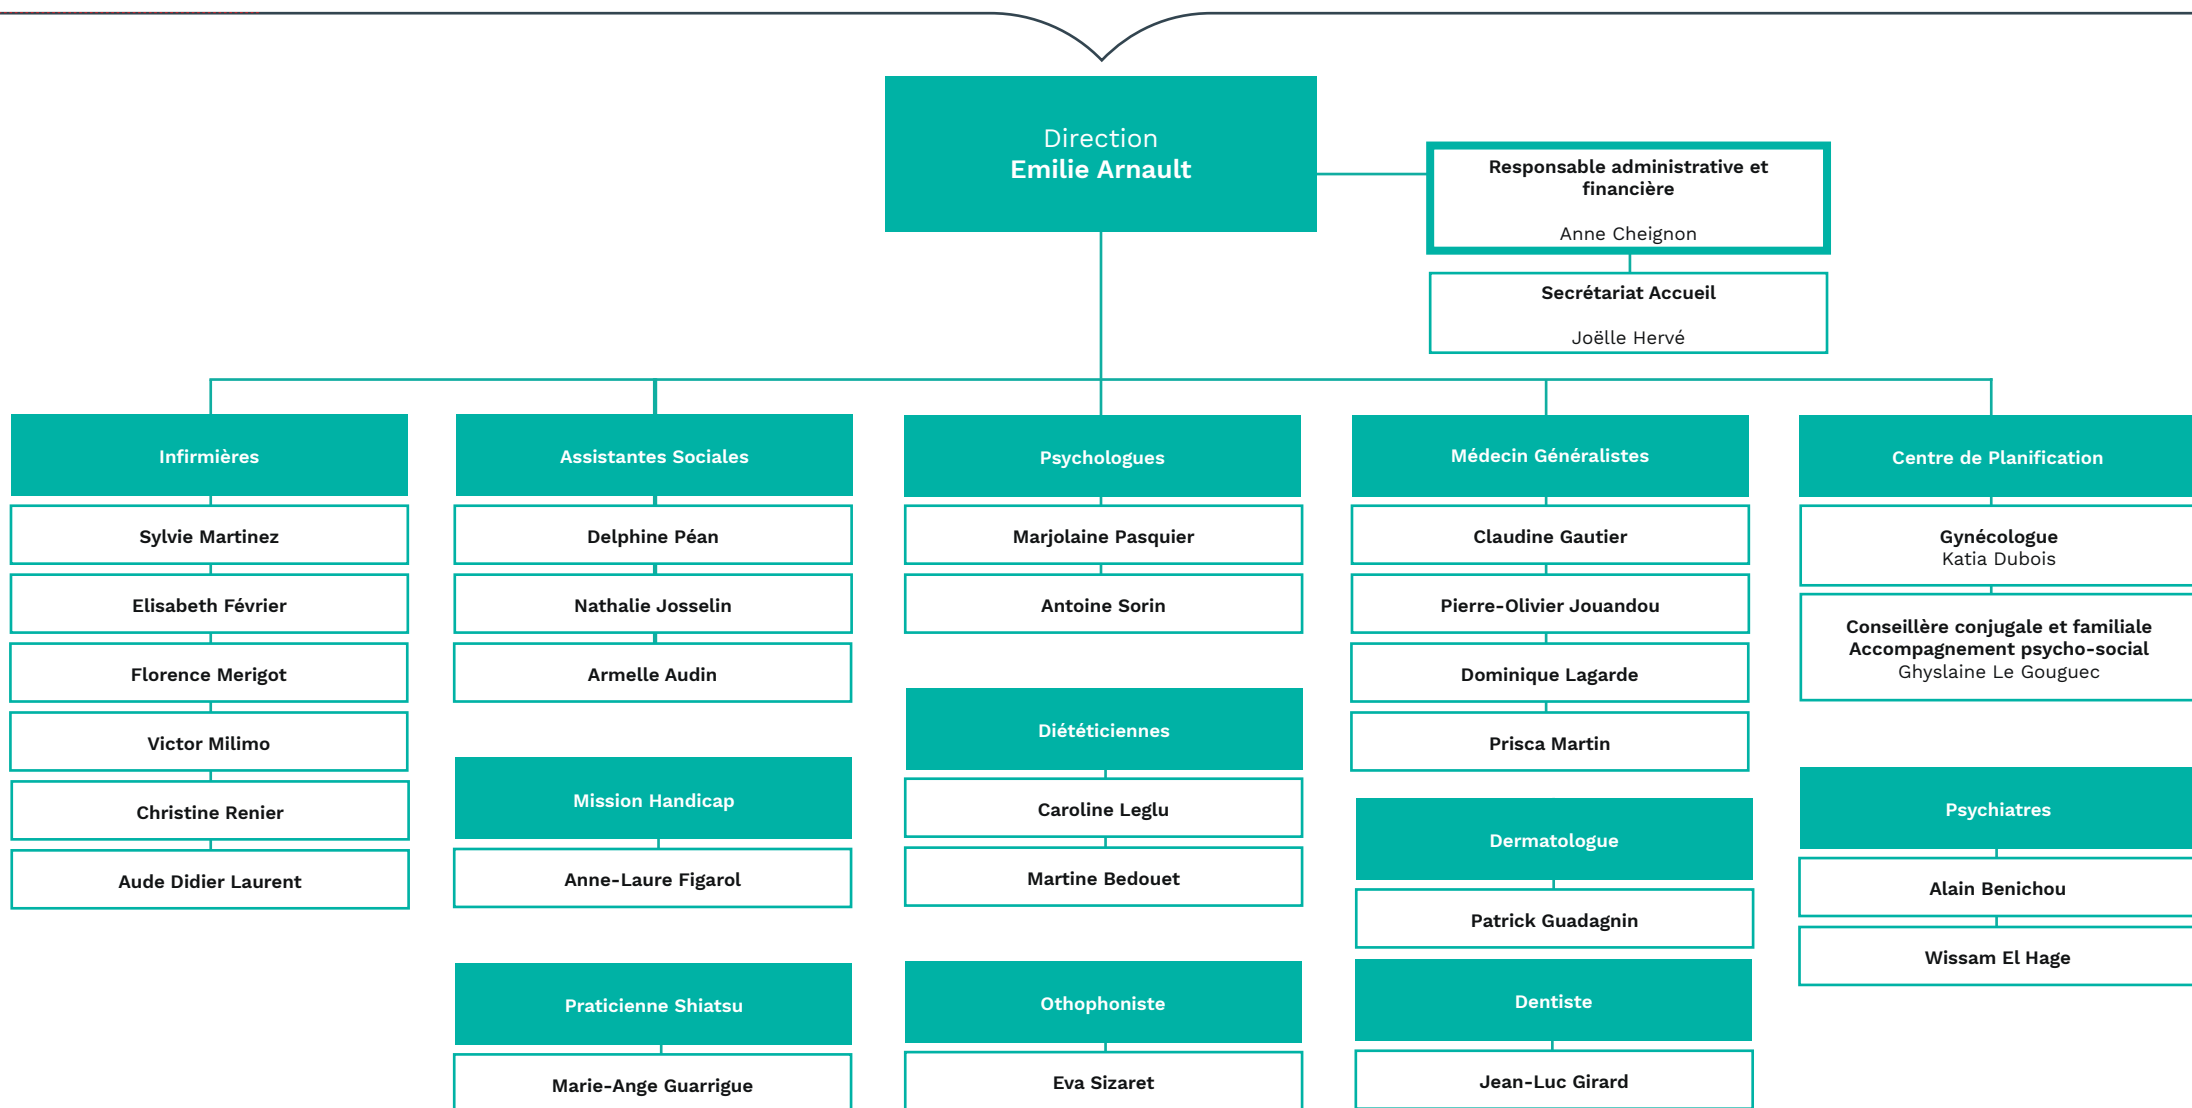 Direction
Emilie Arnault
Responsable administrative et
financière
Anne Cheignon
Secrétariat Accueil
Joëlle Hervé
Infirmières
Sylvie Martinez
Elisabeth Février
Florence Merigot
Victor Milimo
Christine Renier
Aude Didier Laurent
Assistantes Sociales
Delphine Péan
Nathalie Josselin
Armelle Audin
Mission Handicap
Anne-Laure Figarol
Praticienne Shiatsu
Marie-Ange Guarrigue
Psychologues
Marjolaine Pasquier
Antoine Sorin
Diététiciennes
Caroline Leglu
Martine Bedouet
Othophoniste
Eva Sizaret
Médecin Généralistes
Claudine Gautier
Pierre-Olivier Jouandou
Dominique Lagarde
Prisca Martin
Dermatologue
Patrick Guadagnin
Dentiste
Jean-Luc Girard
Centre de Planification
Gynécologue
Katia Dubois
Conseillère conjugale et familiale
Accompagnement psycho-social
Ghyslaine Le Gouguec
Psychiatres
Alain Benichou
Wissam El Hage